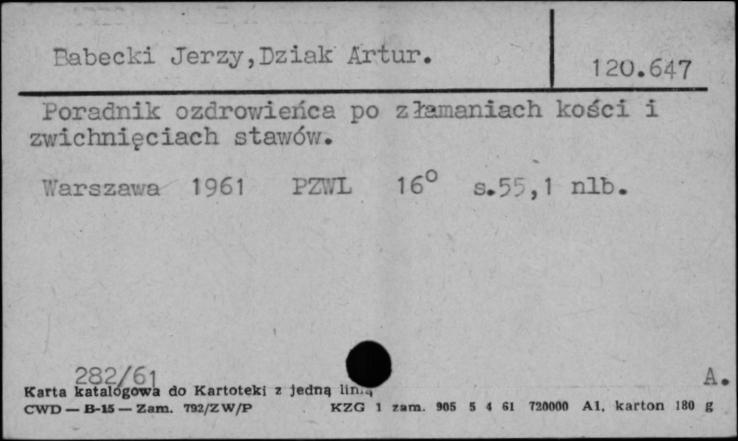 Babecki Jerzy,Dziak Artur.
120.647
Poradnik ozdrowieńca po złamaniach kości i
zwichnięciach stawów.
Warszawa 1961 PZWL 16° s.55,1 nlb.
282/61
A.
Karta katalogowa do Kartoteki z jedną linią
CWD — B-15 — Zam. 792/ZW/P KZG 1 zam. 905 5 4 61 720000 A1, karton 180 g